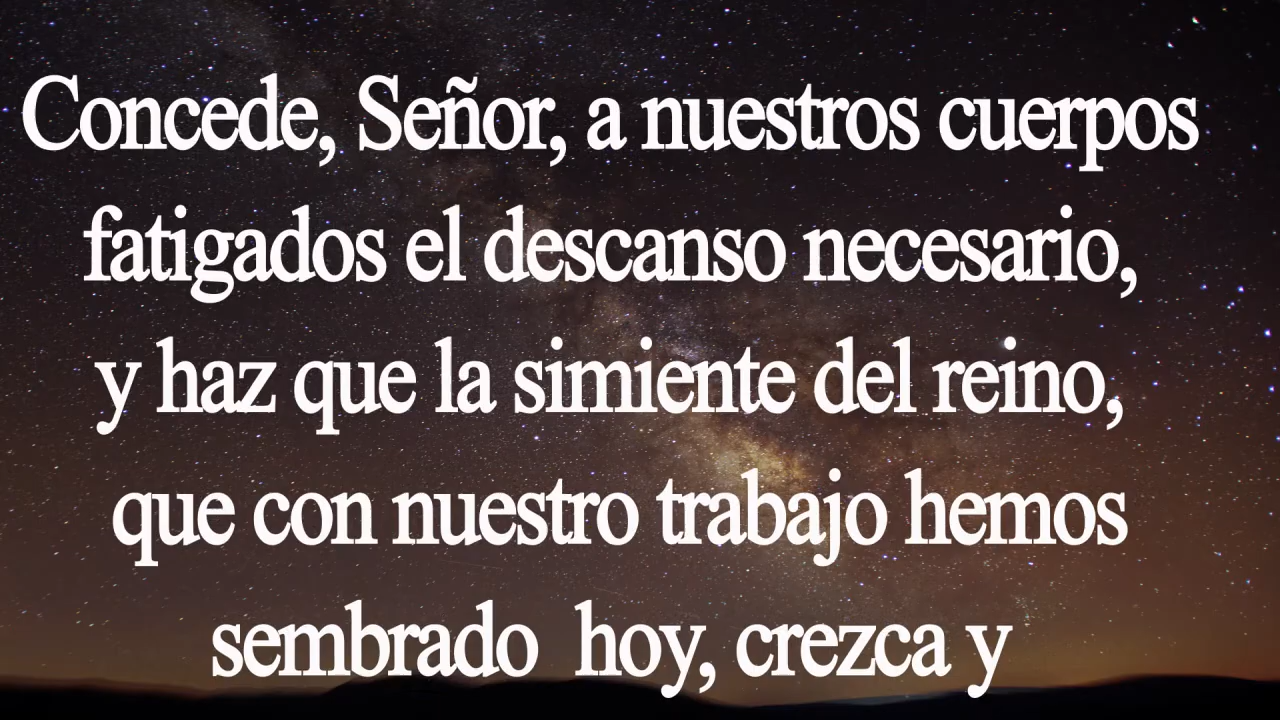 Concede, Señor, a nuestros cuerpos
fatigados el descanso necesario,
y haz que la simiente del reino,
que con nuestro trabajo hemos
sembrado hoy, crezca y